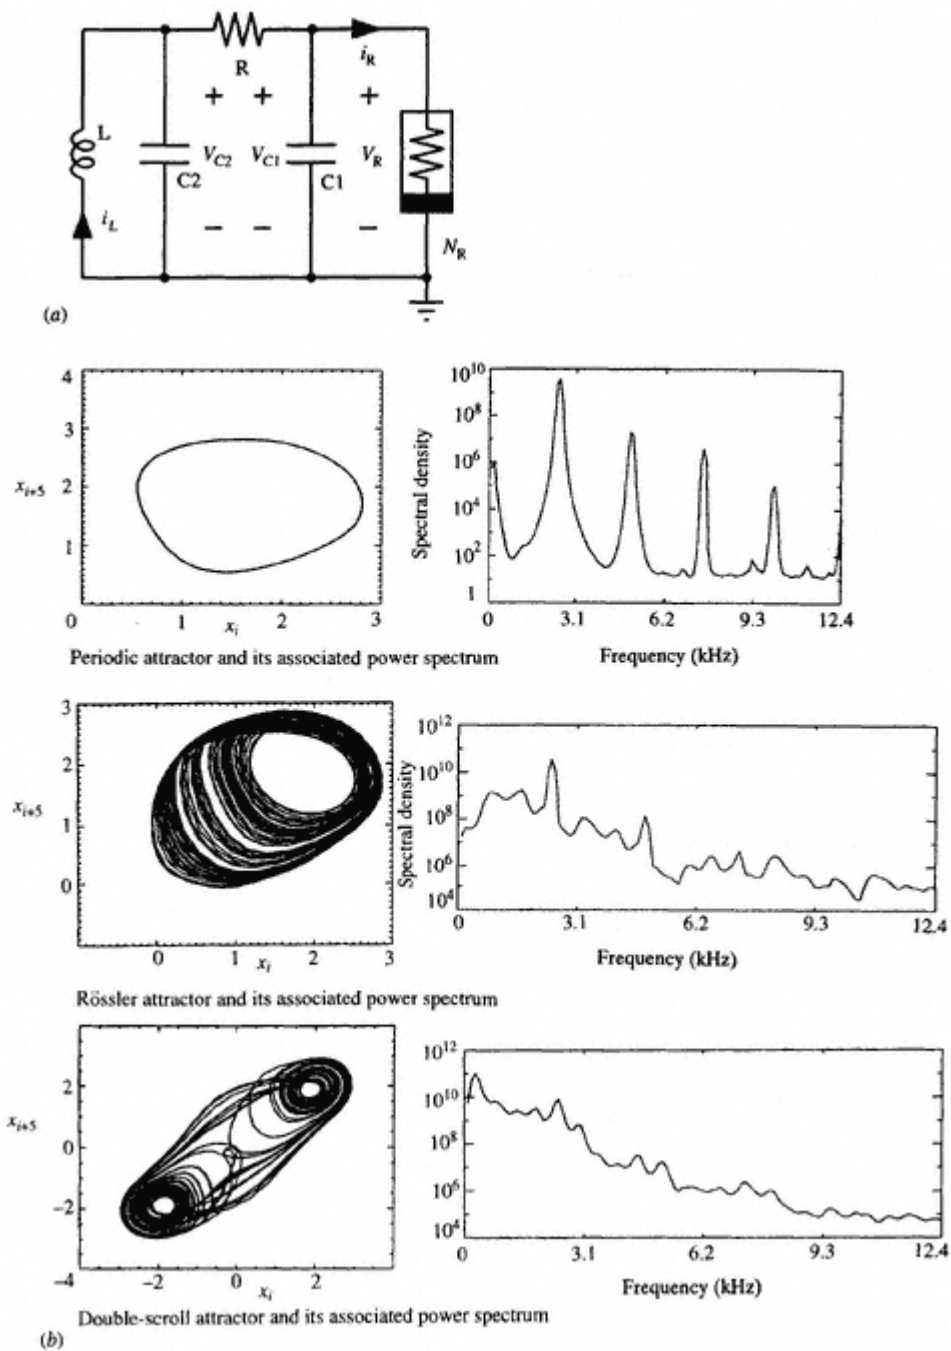 R
i_R
L
C2
V_C2
V_C1
C1
V_R
i_L
N_R
+ + +
− − −
(a)
4
3
2
1
0
x_i+5
0 1 2 3
x_i
Spectral density
10^10
10^8
10^6
10^4
10^2
1
0 3.1 6.2 9.3 12.4
Frequency (kHz)
Periodic attractor and its associated power spectrum
3
2
1
0
x_i+5
0 1 2 3
x_i
Spectral density
10^12
10^10
10^8
10^6
10^4
0 3.1 6.2 9.3 12.4
Frequency (kHz)
Rössler attractor and its associated power spectrum
2
0
−2
−4
x_i+5
−4 −2 0 2
x_i
10^12
10^10
10^8
10^6
10^4
0 3.1 6.2 9.3 12.4
Frequency (kHz)
Double-scroll attractor and its associated power spectrum
(b)